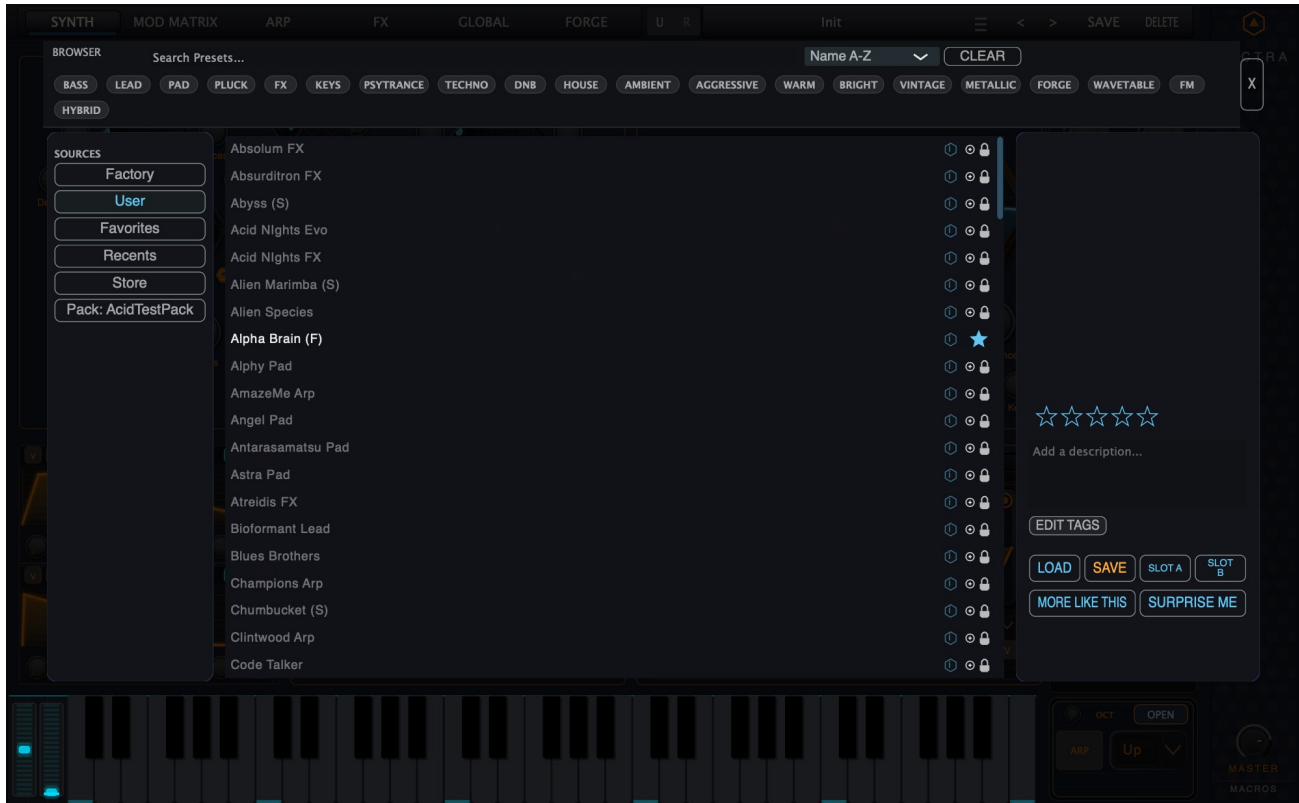 SYNTH MOD MATRIX ARP FX GLOBAL FORGE U R Init < > SAVE DELETE
BROWSER Search Presets... Name A-Z CLEAR
BASS LEAD PAD PLUCK FX KEYS PSYTRANCE TECHNO DNB HOUSE AMBIENT AGGRESSIVE WARM BRIGHT VINTAGE METALLIC FORGE WAVETABLE FM X
HYBRID
SOURCES
Factory
User
Favorites
Recents
Store
Pack: AcidTestPack
Absolum FX
Absurditron FX
Abyss (S)
Acid NIghts Evo
Acid NIghts FX
Alien Marimba (S)
Alien Species
Alpha Brain (F)
Alphy Pad
AmazeMe Arp
Angel Pad
Antarasamatsu Pad
Astra Pad
Atreidis FX
Bioformant Lead
Blues Brothers
Champions Arp
Chumbucket (S)
Clintwood Arp
Code Talker
Add a description...
EDIT TAGS
LOAD SAVE SLOT A SLOT B
MORE LIKE THIS SURPRISE ME
OCT OPEN
ARP Up
MASTER
MACROS